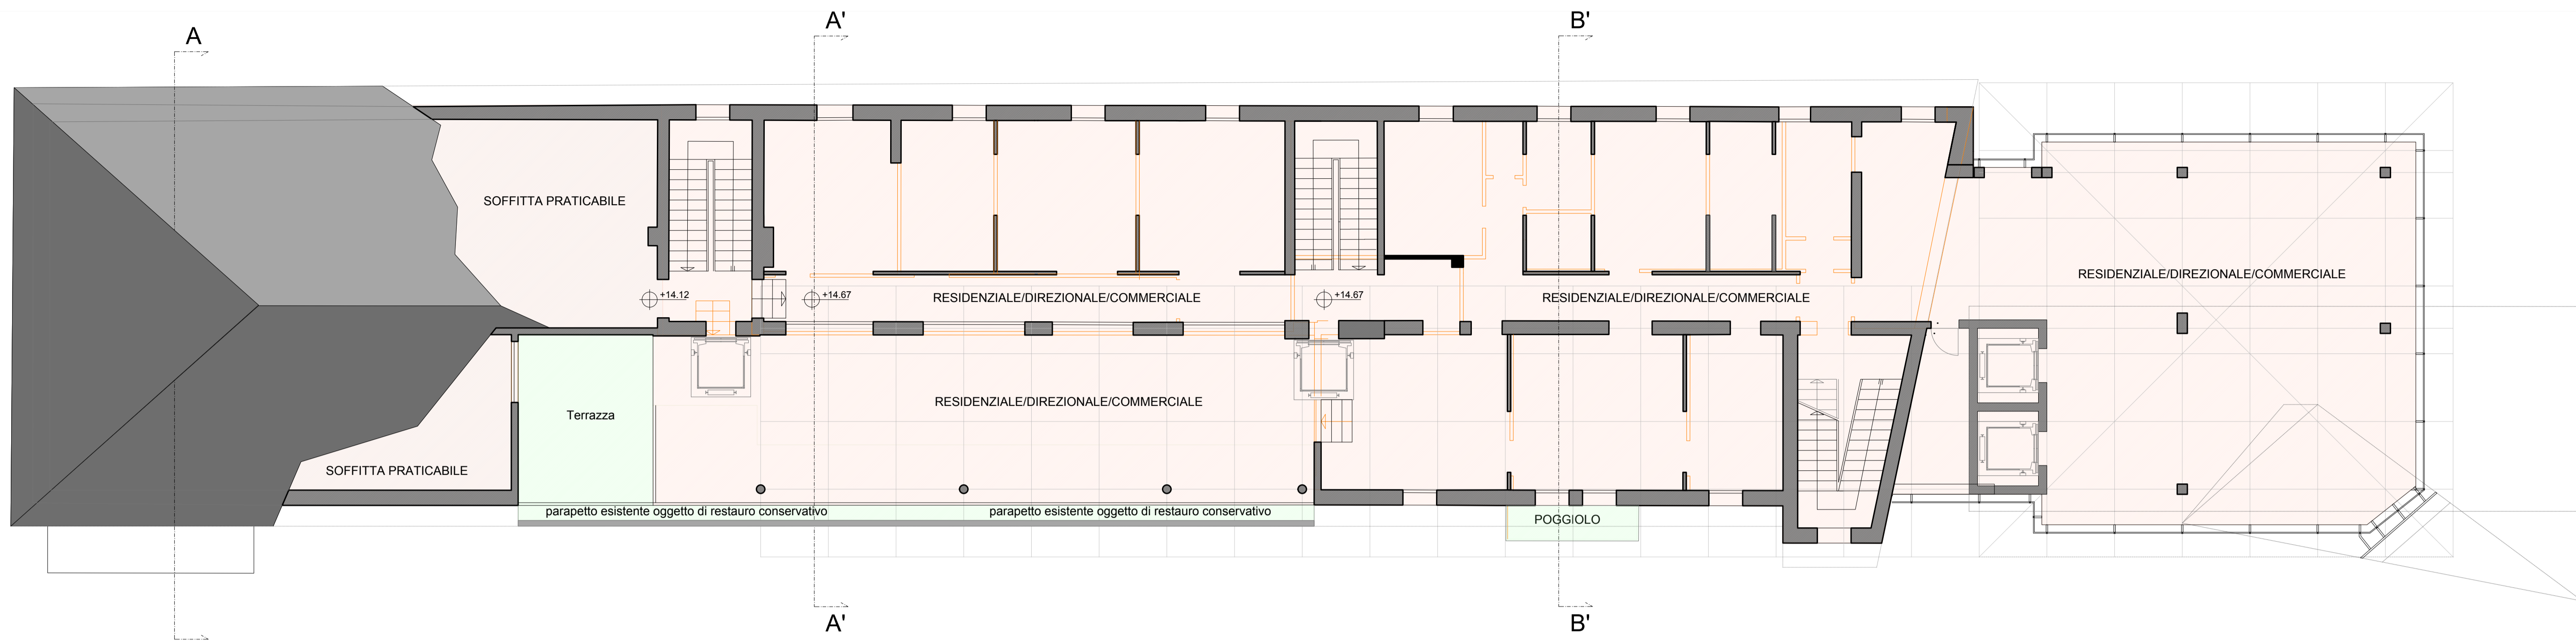 A
A'
B'
SOFFITTA PRATICABILE
RESIDENZIALE/DIREZIONALE/COMMERCIALE
+14.12
+14.67
RESIDENZIALE/DIREZIONALE/COMMERCIALE
+14.67
RESIDENZIALE/DIREZIONALE/COMMERCIALE
RESIDENZIALE/DIREZIONALE/COMMERCIALE
Terrazza
SOFFITTA PRATICABILE
parapetto esistente oggetto di restauro conservativo
parapetto esistente oggetto di restauro conservativo
POGGIOLO
A'
B'